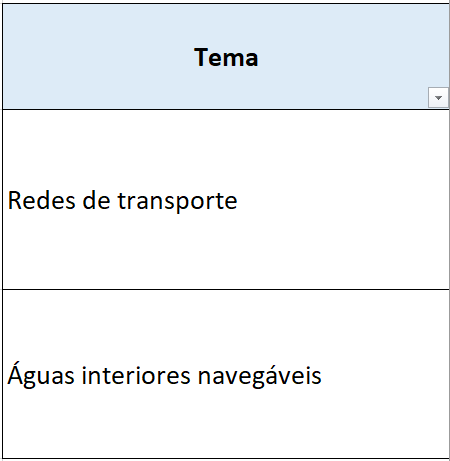 Tema
Redes de transporte
Águas interiores navegáveis